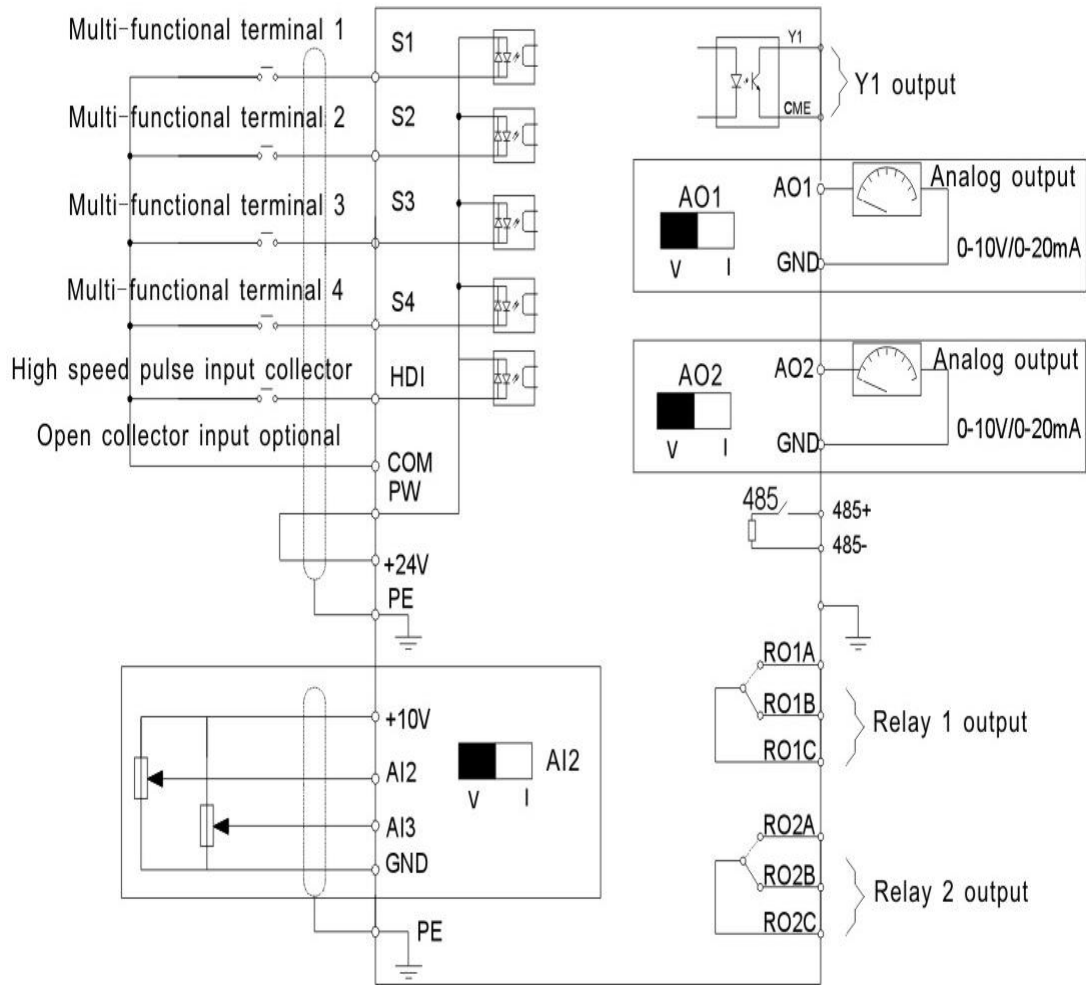 Multi-functional terminal 1
S1
Multi-functional terminal 2
S2
Multi-functional terminal 3
S3
Multi-functional terminal 4
S4
High speed pulse input collector
HDI
Open collector input optional
COM
PW
+24V
PE
+10V
AI2
AI3
GND
V I
AI2
PE
Y1
CME
Y1 output
AO1
V I
AO1
GND
Analog output
0-10V/0-20mA
AO2
V I
AO2
GND
Analog output
0-10V/0-20mA
485
485+
485-
RO1A
RO1B
RO1C
Relay 1 output
RO2A
RO2B
RO2C
Relay 2 output